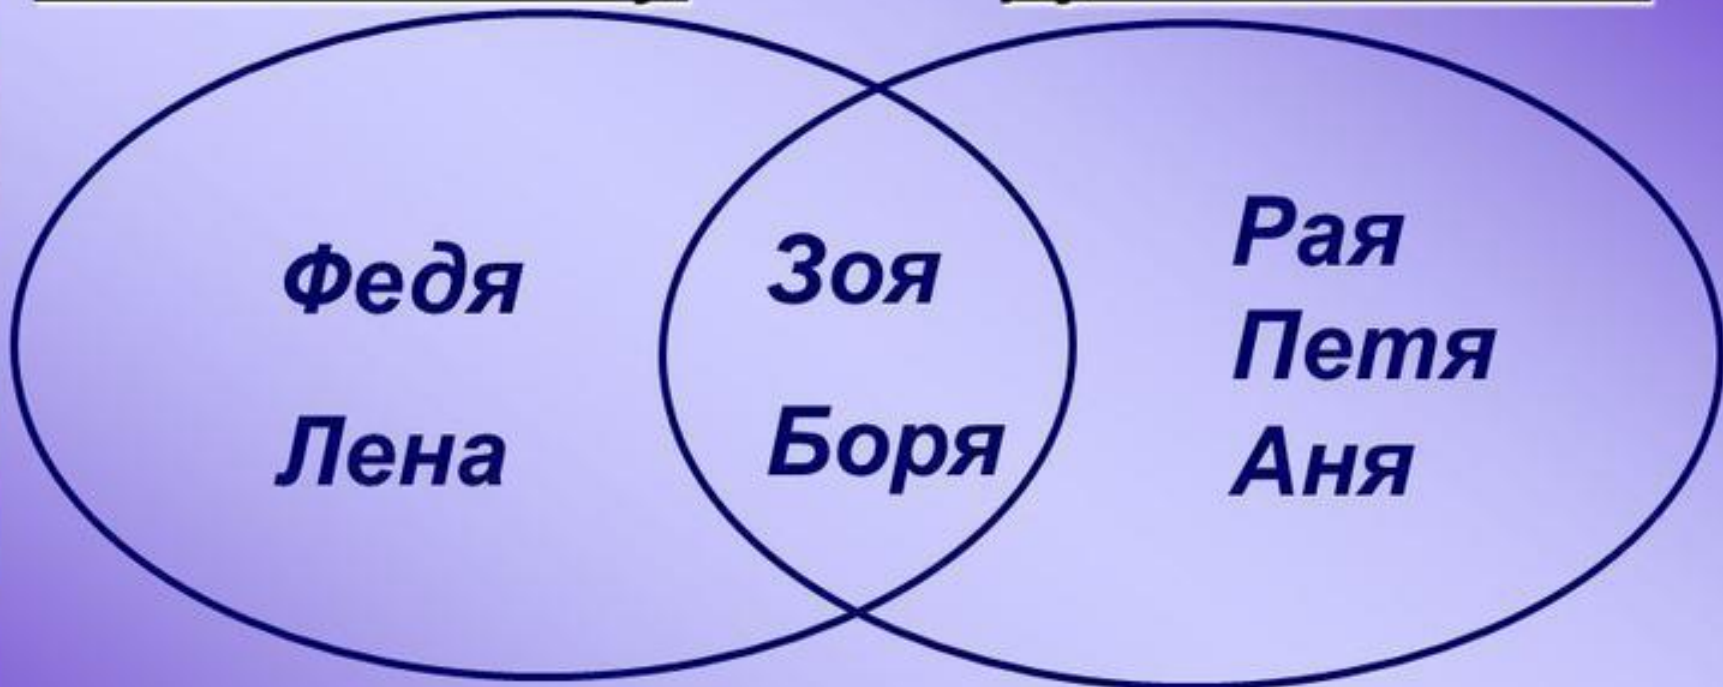 Федя
Лена
Зоя
Боря
Рая
Петя
Аня